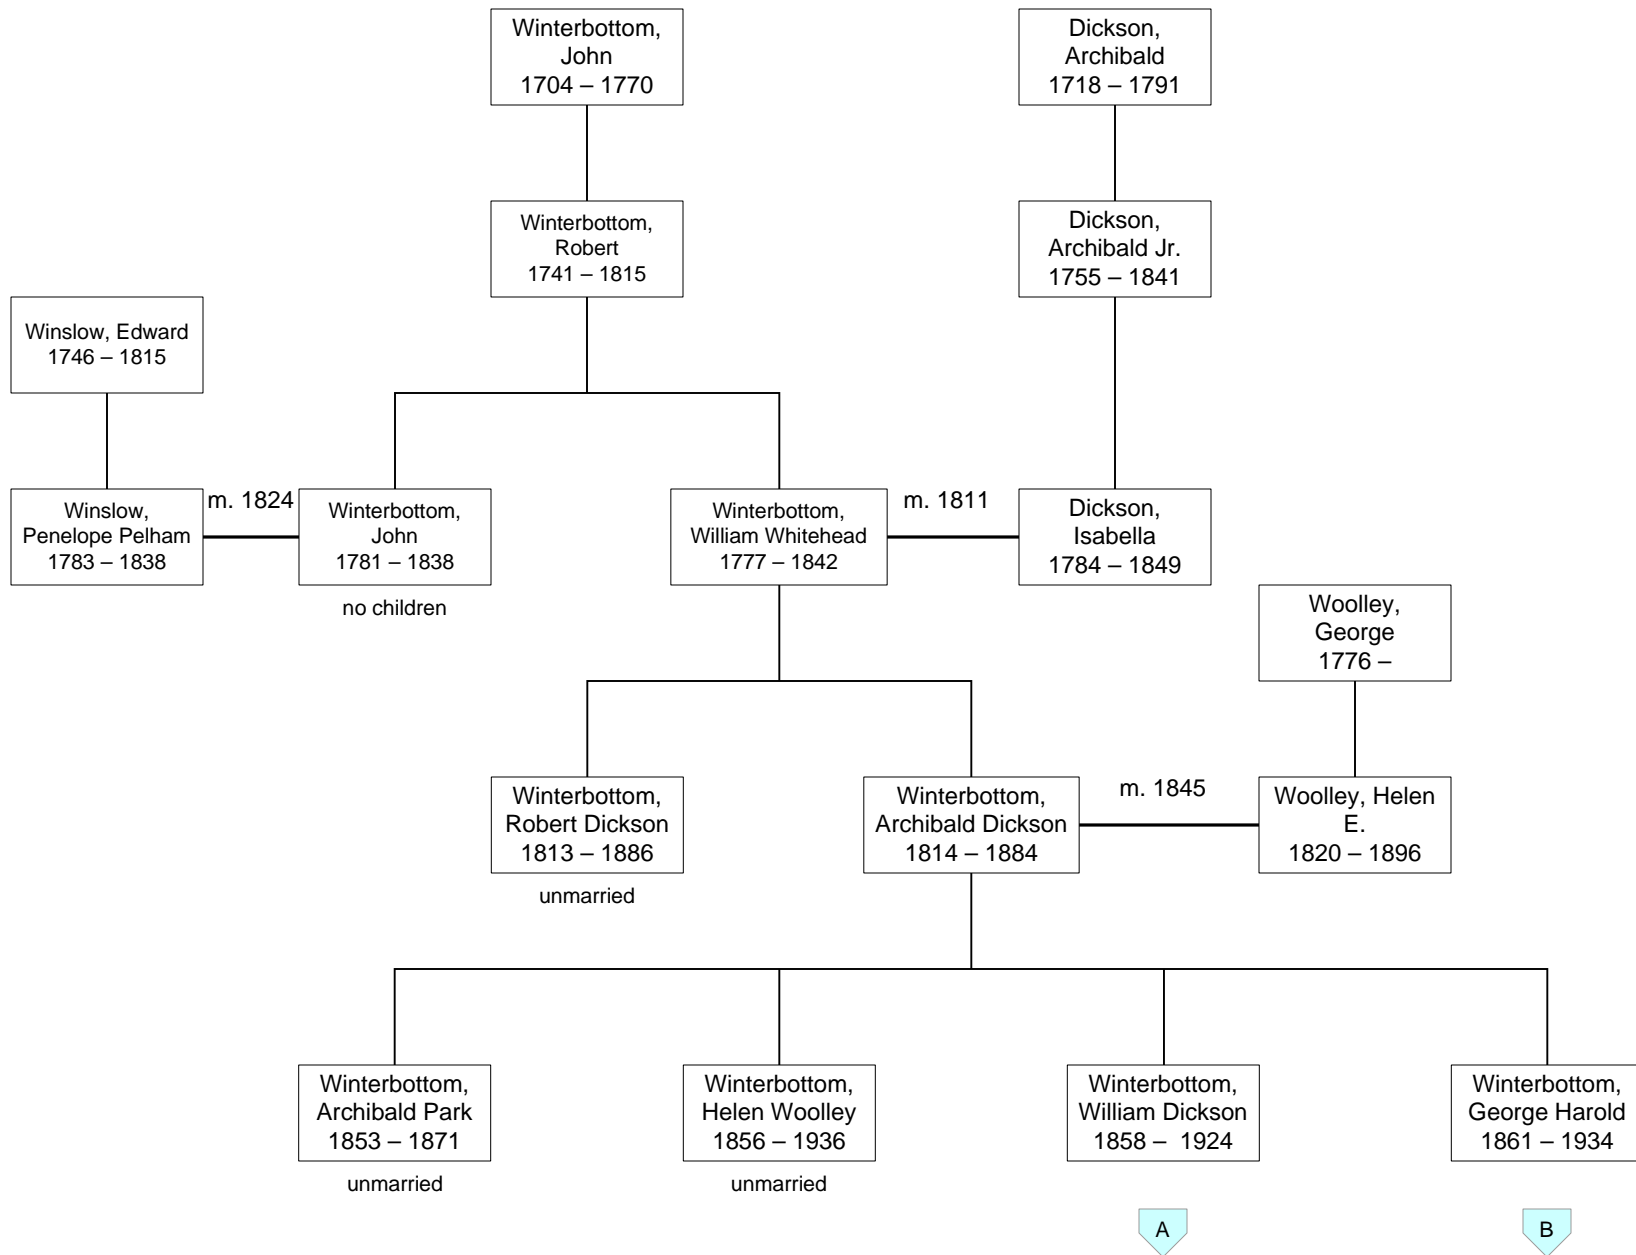 Winterbottom,
John
1704 – 1770
Dickson,
Archibald
1718 – 1791
Winterbottom,
Robert
1741 – 1815
Dickson,
Archibald Jr.
1755 – 1841
Winslow, Edward
1746 – 1815
Winslow,
Penelope Pelham
1783 – 1838
m. 1824
Winterbottom,
John
1781 – 1838
no children
Winterbottom,
William Whitehead
1777 – 1842
m. 1811
Dickson,
Isabella
1784 – 1849
Woolley,
George
1776 –
Winterbottom,
Robert Dickson
1813 – 1886
unmarried
Winterbottom,
Archibald Dickson
1814 – 1884
m. 1845
Woolley, Helen
E.
1820 – 1896
Winterbottom,
Archibald Park
1853 – 1871
unmarried
Winterbottom,
Helen Woolley
1856 – 1936
unmarried
Winterbottom,
William Dickson
1858 –  1924
A
Winterbottom,
George Harold
1861 – 1934
B